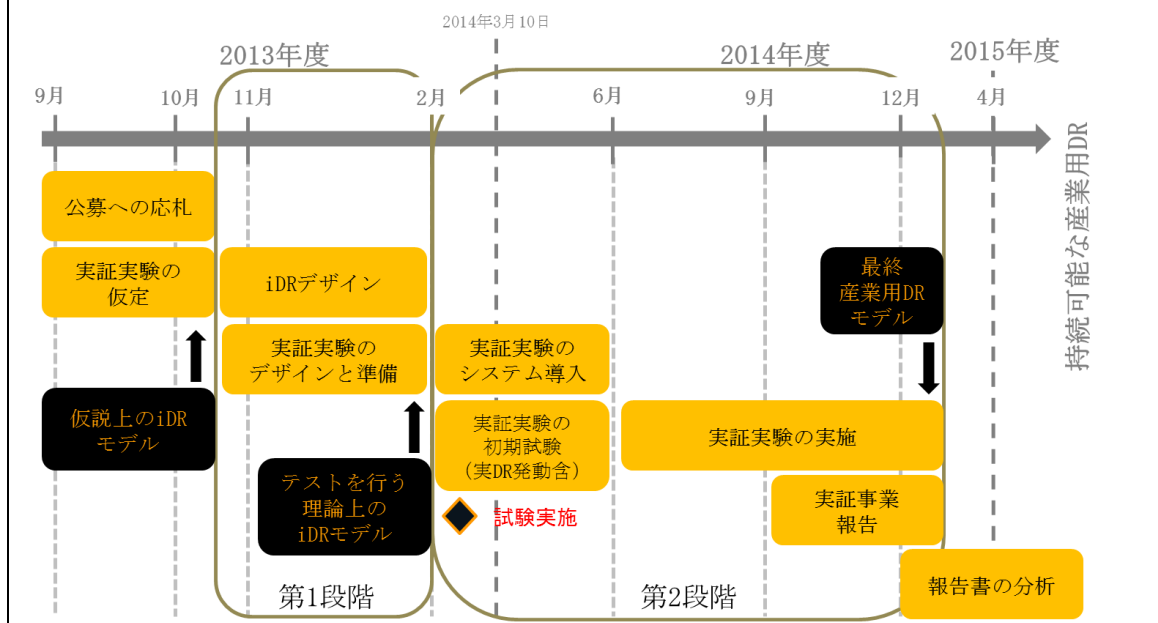 2014年3月10日
2013年度
2014年度
2015年度
9月
10月
11月
2月
6月
9月
12月
4月
持続可能な産業用DR
公募への応札
実証実験の
仮定
iDRデザイン
最終
産業用DR
モデル
実証実験の
デザインと準備
実証実験の
システム導入
仮説上のiDR
モデル
実証実験の
初期試験
(実DR発動含)
実証実験の実施
テストを行う
理論上の
iDRモデル
試験実施
実証事業
報告
報告書の分析
第1段階
第2段階